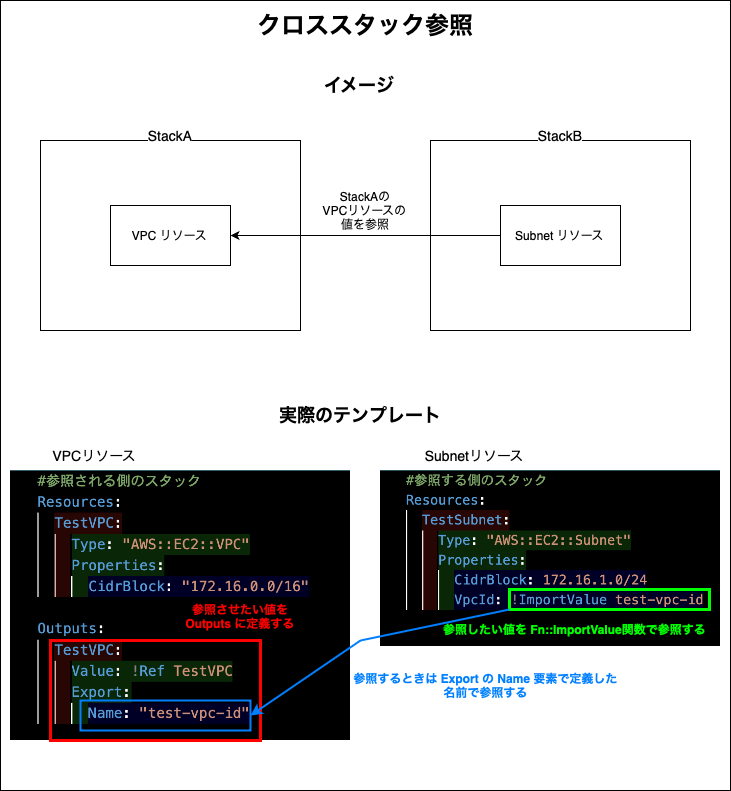 クロススタック参照
イメージ
StackA
StackB
StackAの
VPCリソースの
値を参照
VPC リソース
Subnet リソース
実際のテンプレート
VPCリソース
#参照される側のスタック
Resources:
TestVPC:
Type: "AWS::EC2::VPC"
Properties:
CidrBlock: "172.16.0.0/16"
参照させたい値を
Outputs に定義する
Outputs:
TestVPC:
Value: !Ref TestVPC
Export:
Name: "test-vpc-id"
Subnetリソース
#参照する側のスタック
Resources:
TestSubnet:
Type: "AWS::EC2::Subnet"
Properties:
CidrBlock: 172.16.1.0/24
VpcId: !ImportValue test-vpc-id
参照したい値を Fn::ImportValue関数で参照する
参照するときは Export の Name 要素で定義した
名前で参照する